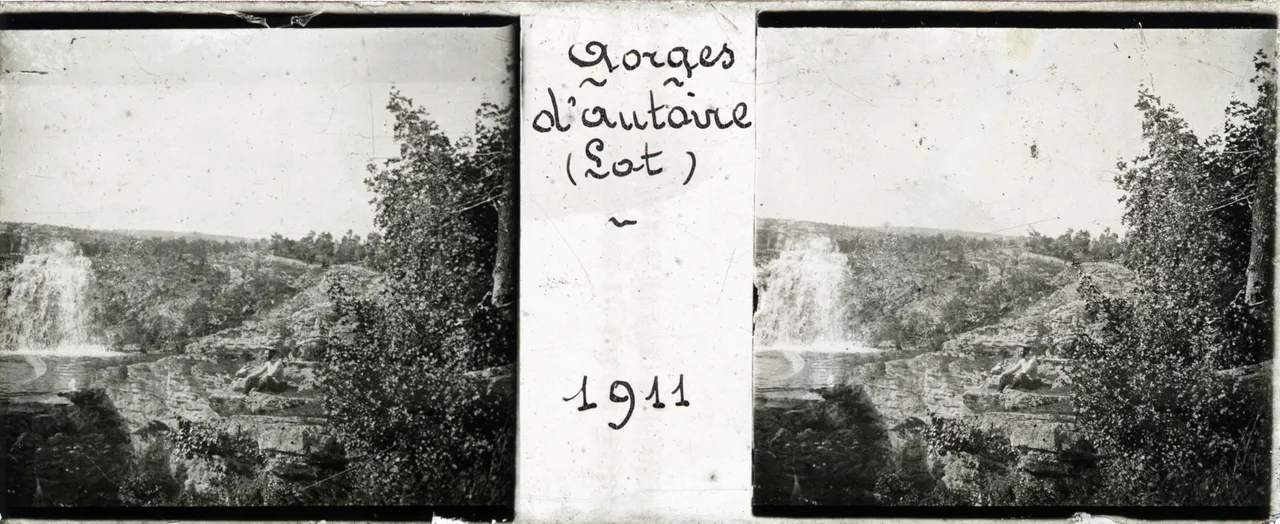 Gorges
d'autoire
(Lot)
~
1911